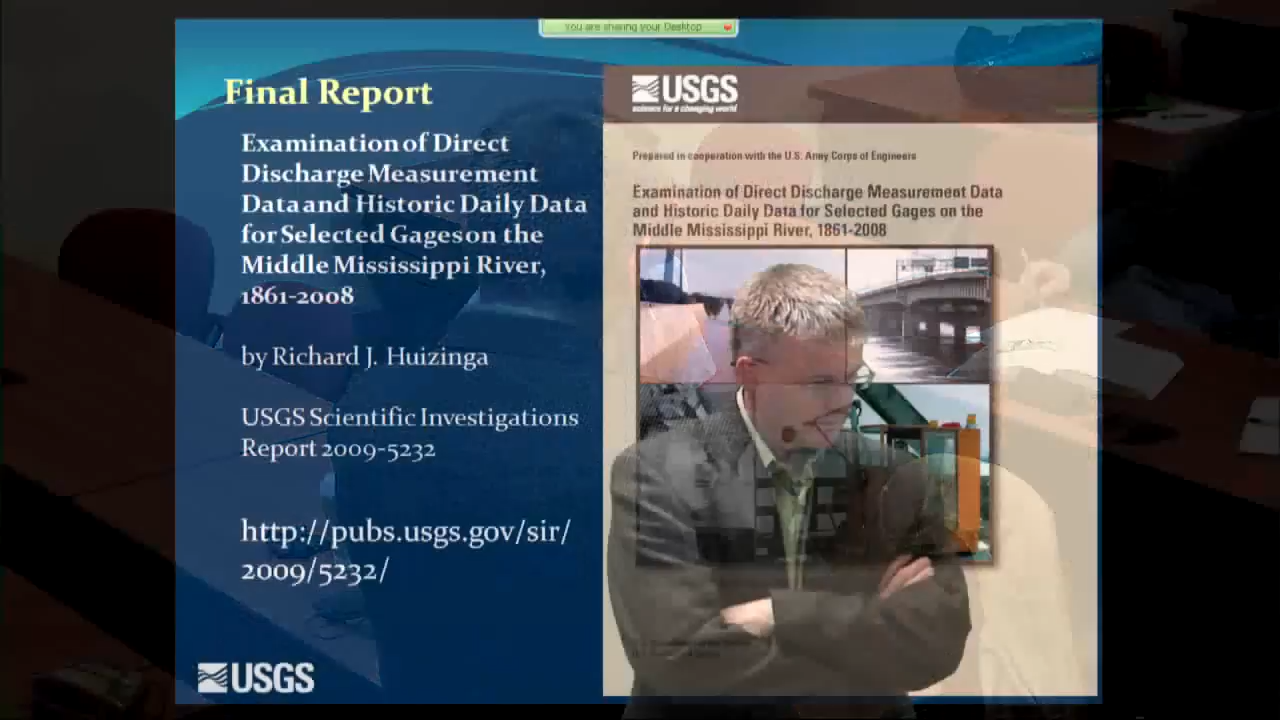 you are sharing your Desktop
Final Report
Examination of Direct
Discharge Measurement
Data and Historic Daily Data
for Selected Gages on the
Middle Mississippi River,
1861-2008
by Richard J. Huizinga
USGS Scientific Investigations
Report 2009-5232
http://pubs.usgs.gov/sir/
2009/5232/
USGS
USGS
science for a changing world
Prepared in cooperation with the U.S. Army Corps of Engineers
Examination of Direct Discharge Measurement Data
and Historic Daily Data for Selected Gages on the
Middle Mississippi River, 1861-2008